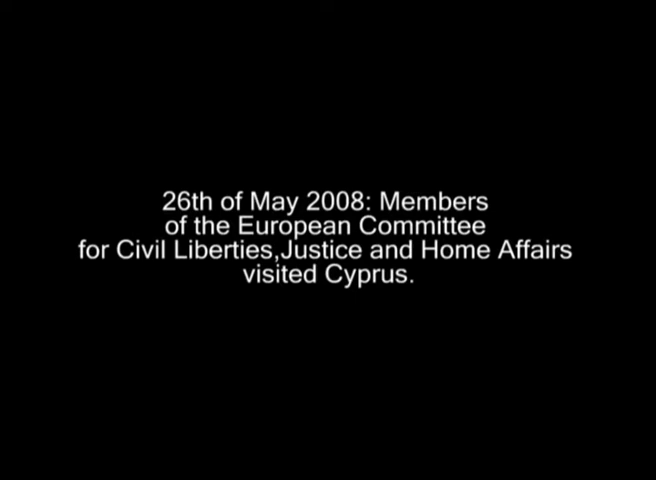 26th of May 2008: Members
of the European Committee
for Civil Liberties,Justice and Home Affairs
visited Cyprus.